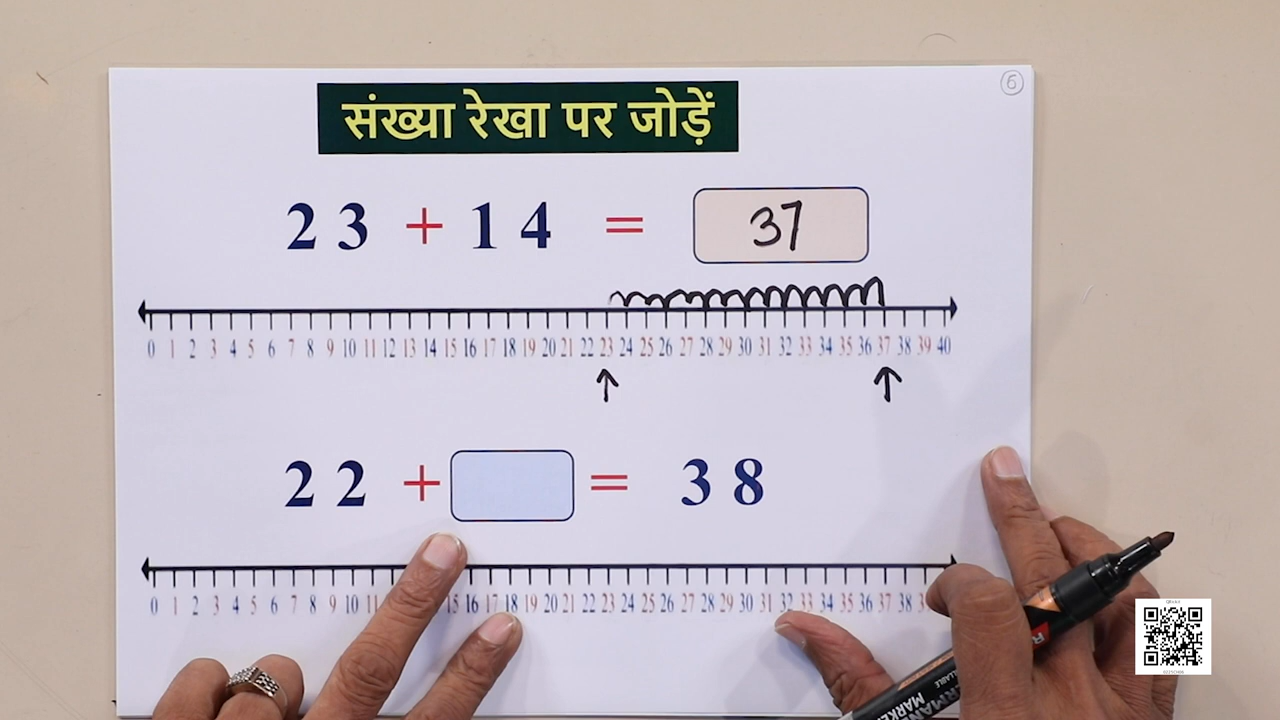 6
संख्या रेखा पर जोड़ें
23 + 14 = 37
0 1 2 3 4 5 6 7 8 9 10 11 12 13 14 15 16 17 18 19 20 21 22 23 24 25 26 27 28 29 30 31 32 33 34 35 36 37 38 39 40
22 + = 38
0 1 2 3 4 5 6 7 8 9 10 11 15 16 17 18 19 20 21 22 23 24 25 26 27 28 29 30 31 32 33 34 35 36 37 38